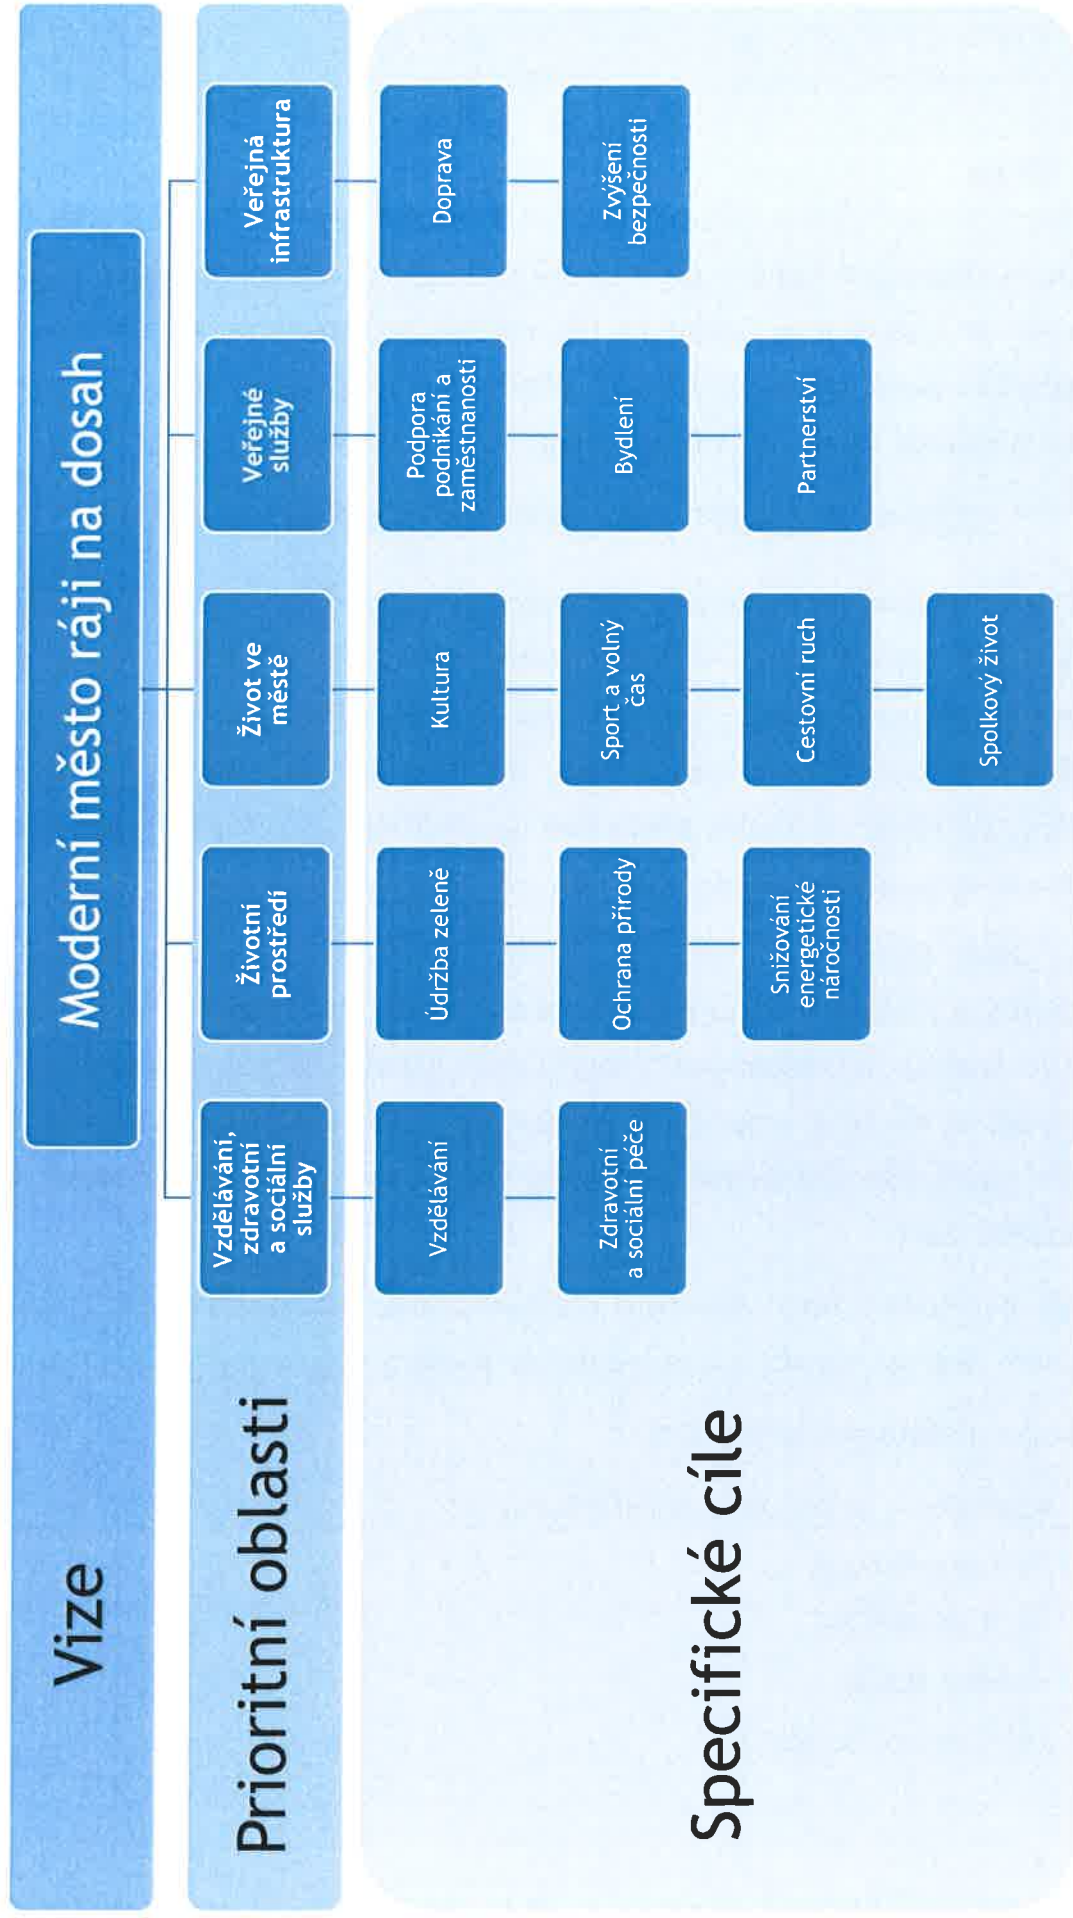 Vize
Moderní město ráji na dosah
Prioritní oblasti
Vzdělávání,
zdravotní
a sociální
služby
Životní
prostředí
Život ve
městě
Veřejné
služby
Veřejná
infrastruktura
Specifické cíle
Vzdělávání
Zdravotní
a sociální péče
Údržba zeleně
Ochrana přírody
Snižování
energetické
náročnosti
Kultura
Sport a volný
čas
Cestovní ruch
Spolkový život
Podpora
podnikání a
zaměstnanosti
Bydlení
Partnerství
Doprava
Zvýšení
bezpečnosti